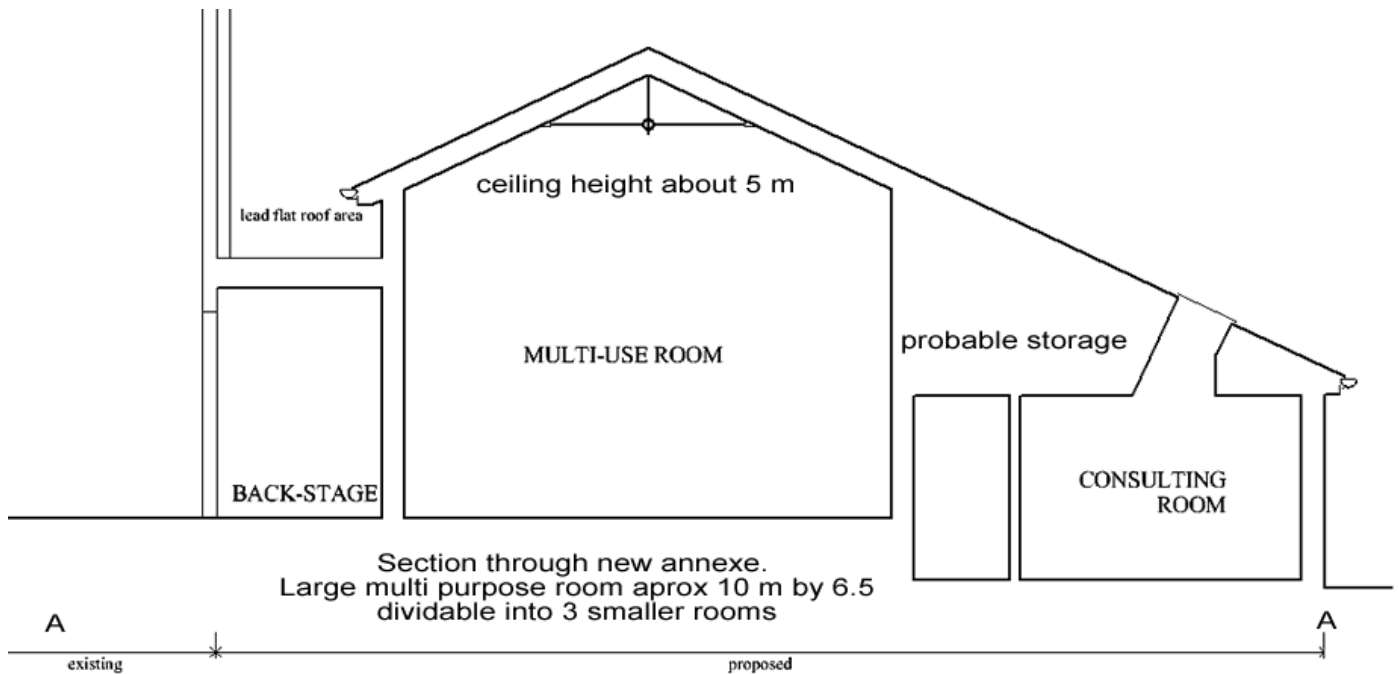 ceiling height about 5 m
lead flat roof area
probable storage
MULTI-USE ROOM
BACK-STAGE
CONSULTING
ROOM
Section through new annexe.
Large multi purpose room aprox 10 m by 6.5
dividable into 3 smaller rooms
A
A
existing
proposed